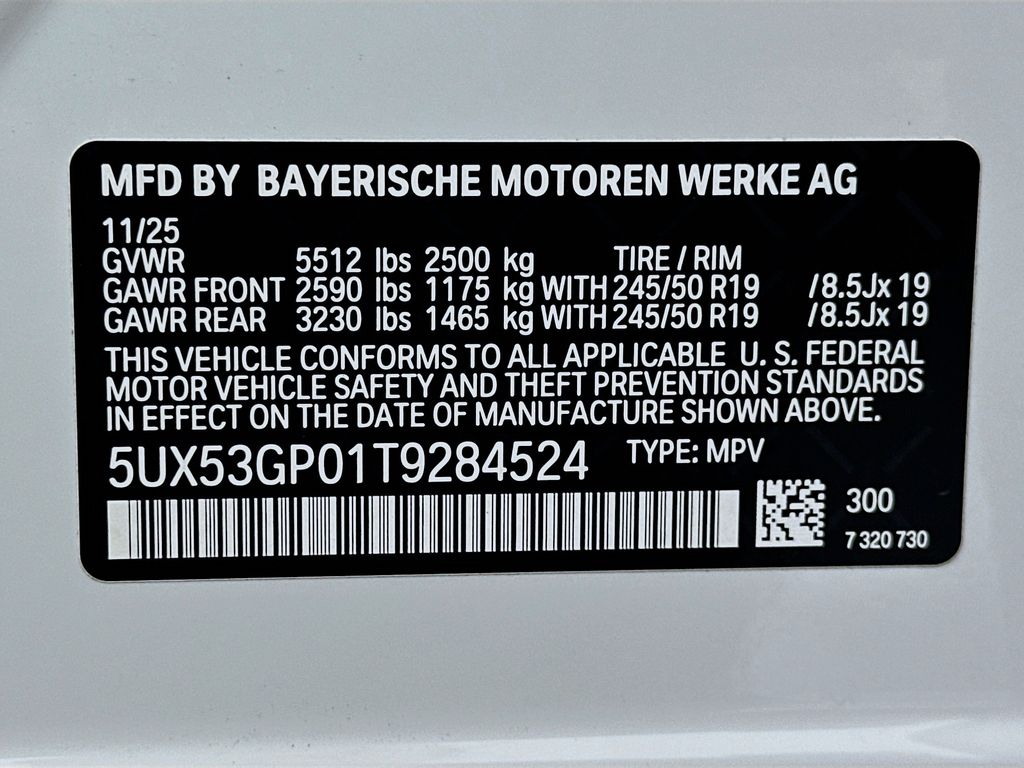 MFD BY BAYERISCHE MOTOREN WERKE AG
11/25
GVWR 5512 lbs 2500 kg TIRE / RIM
GAWR FRONT 2590 lbs 1175 kg WITH 245/50 R19 /8.5Jx 19
GAWR REAR 3230 lbs 1465 kg WITH 245/50 R19 /8.5Jx 19
THIS VEHICLE CONFORMS TO ALL APPLICABLE U. S. FEDERAL
MOTOR VEHICLE SAFETY AND THEFT PREVENTION STANDARDS
IN EFFECT ON THE DATE OF MANUFACTURE SHOWN ABOVE.
5UX53GP01T9284524 TYPE: MPV
300
7 320 730